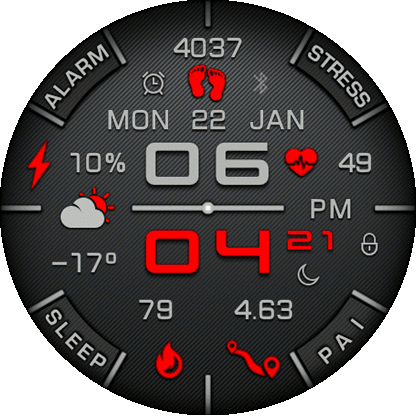 4037
ALARM
STRESS
MON 22 JAN
10% 06 49
PM
-17° 04 21
79 4.63
SLEEP
PAI